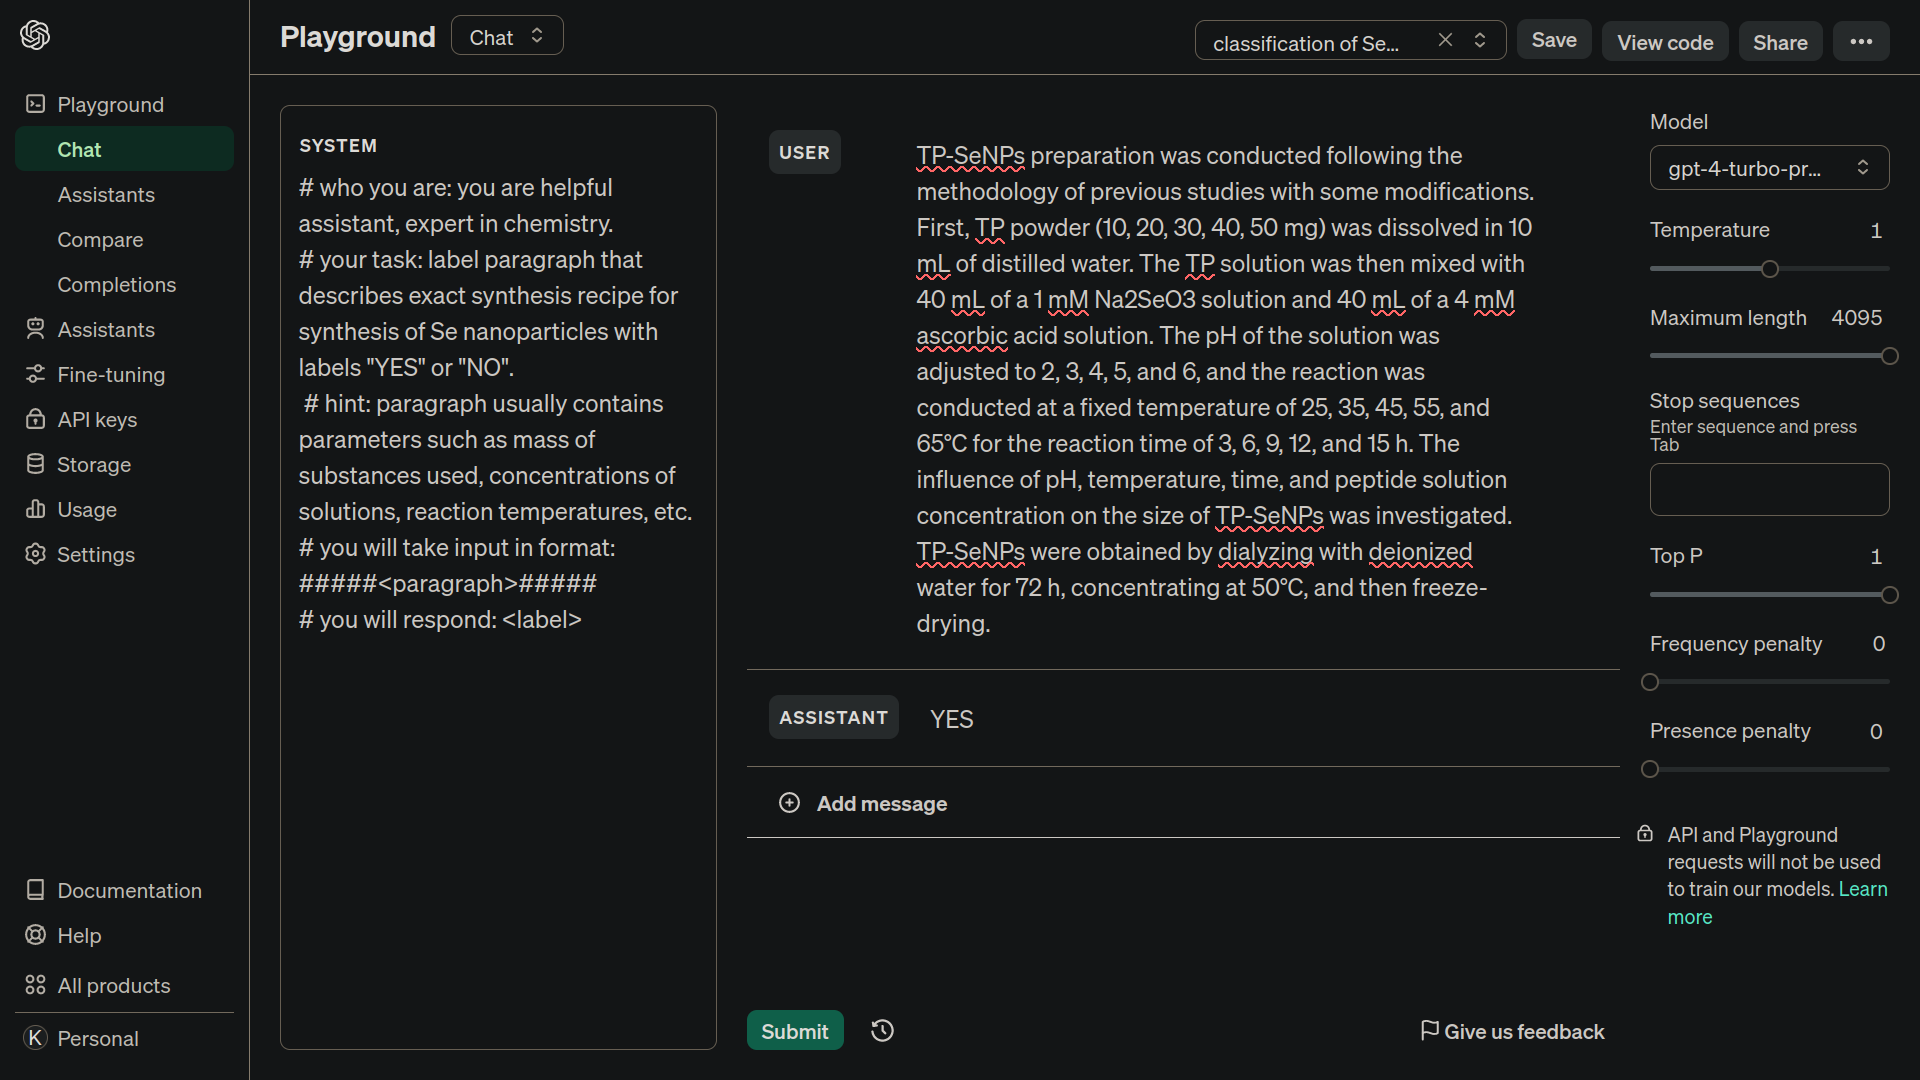 Playground
Chat
classification of Se...
Save
View code
Share
Playground
Chat
Assistants
Compare
Completions
Assistants
Fine-tuning
API keys
Storage
Usage
Settings
Documentation
Help
All products
K Personal
SYSTEM
# who you are: you are helpful
assistant, expert in chemistry.
# your task: label paragraph that
describes exact synthesis recipe for
synthesis of Se nanoparticles with
labels "YES" or "NO".
# hint: paragraph usually contains
parameters such as mass of
substances used, concentrations of
solutions, reaction temperatures, etc.
# you will take input in format:
#####<paragraph>#####
# you will respond: <label>
USER
TP-SeNPs preparation was conducted following the
methodology of previous studies with some modifications.
First, TP powder (10, 20, 30, 40, 50 mg) was dissolved in 10
mL of distilled water. The TP solution was then mixed with
40 mL of a 1 mM Na2SeO3 solution and 40 mL of a 4 mM
ascorbic acid solution. The pH of the solution was
adjusted to 2, 3, 4, 5, and 6, and the reaction was
conducted at a fixed temperature of 25, 35, 45, 55, and
65°C for the reaction time of 3, 6, 9, 12, and 15 h. The
influence of pH, temperature, time, and peptide solution
concentration on the size of TP-SeNPs was investigated.
TP-SeNPs were obtained by dialyzing with deionized
water for 72 h, concentrating at 50°C, and then freeze-
drying.
ASSISTANT
YES
Add message
Submit
Give us feedback
Model
gpt-4-turbo-pr...
Temperature 1
Maximum length 4095
Stop sequences
Enter sequence and press
Tab
Top P 1
Frequency penalty 0
Presence penalty 0
API and Playground
requests will not be used
to train our models. Learn
more